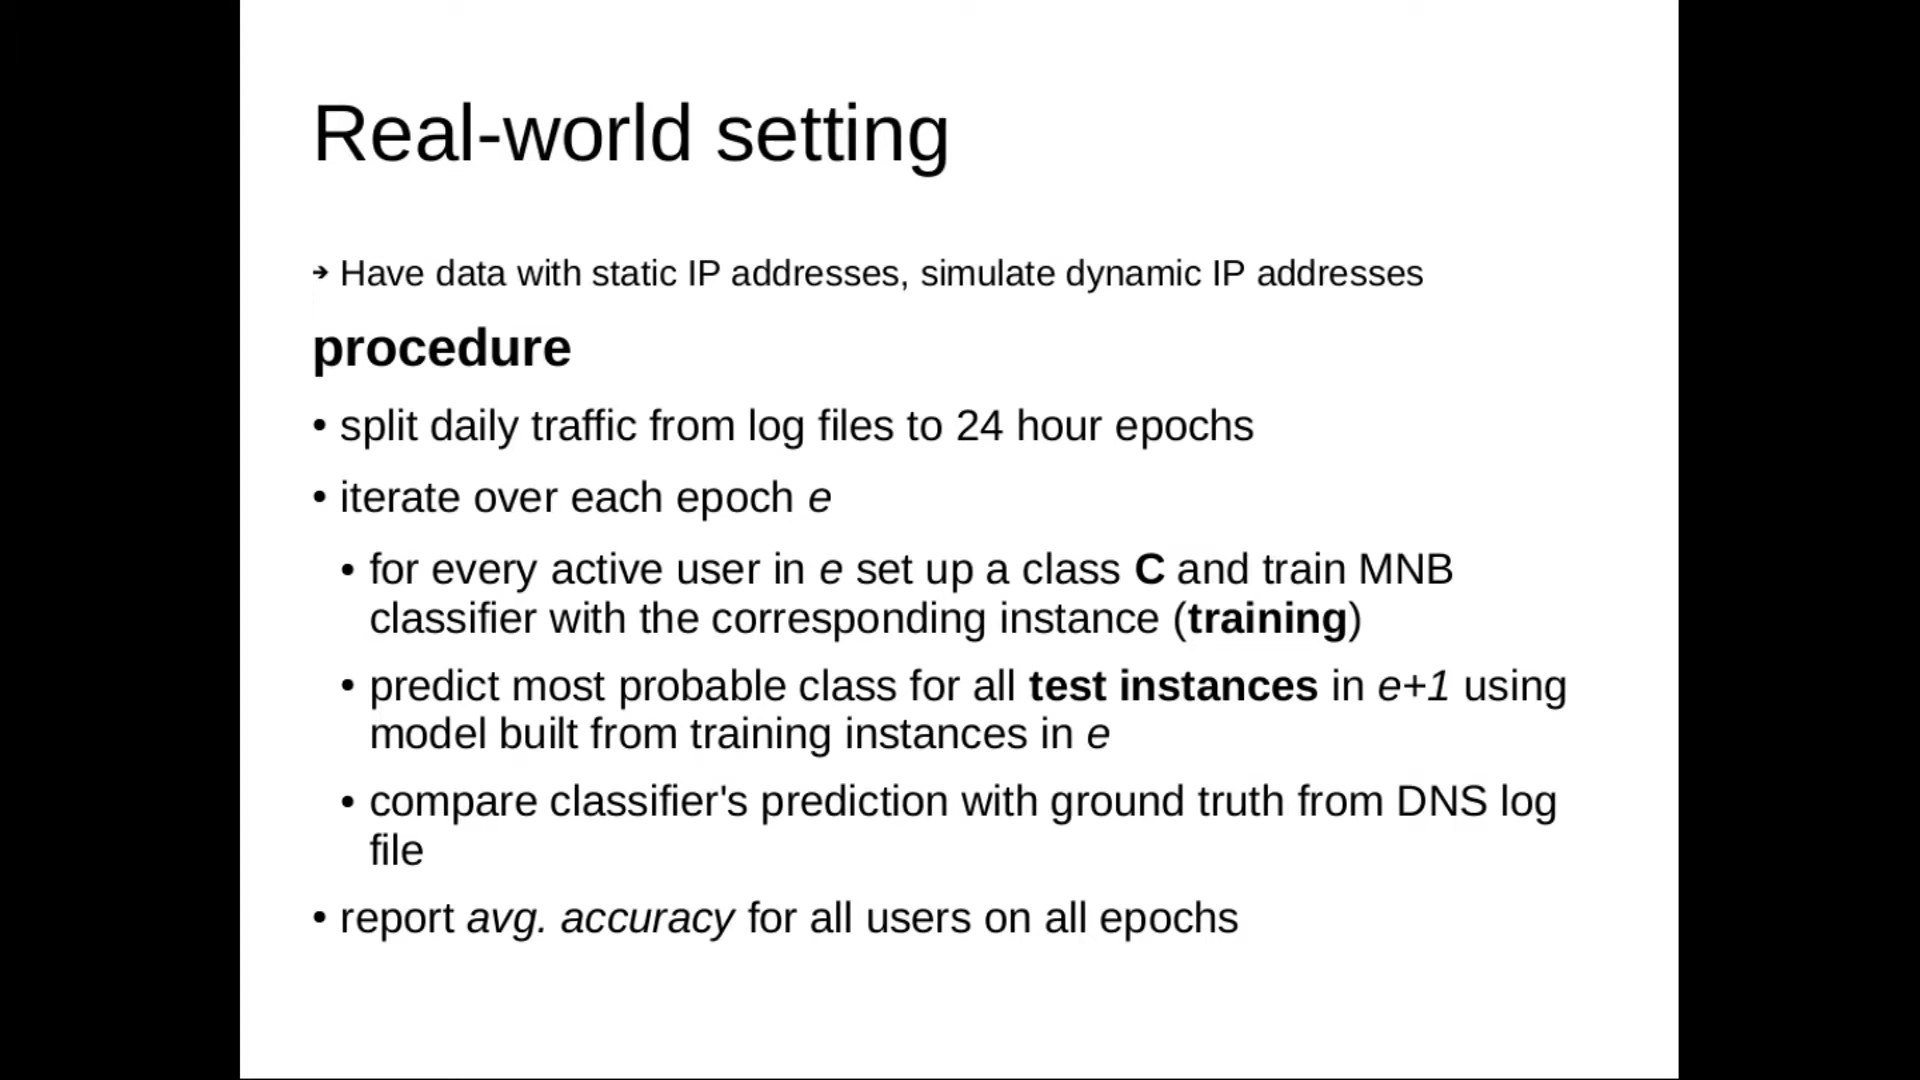 Real-world setting
➔ Have data with static IP addresses, simulate dynamic IP addresses
procedure
• split daily traffic from log files to 24 hour epochs
• iterate over each epoch e
• for every active user in e set up a class C and train MNB
classifier with the corresponding instance (training)
• predict most probable class for all test instances in e+1 using
model built from training instances in e
• compare classifier's prediction with ground truth from DNS log
file
• report avg. accuracy for all users on all epochs